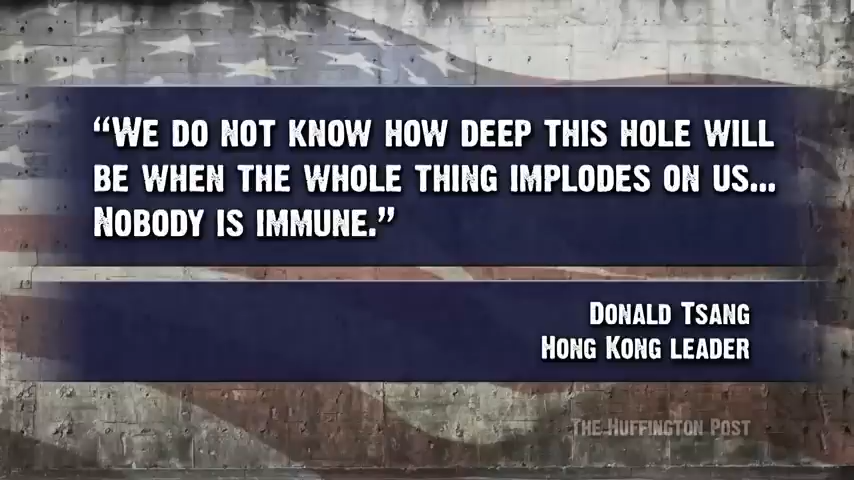 “WE DO NOT KNOW HOW DEEP THIS HOLE WILL
BE WHEN THE WHOLE THING IMPLODES ON US...
NOBODY IS IMMUNE.”
DONALD TSANG
HONG KONG LEADER
THE HUFFINGTON POST